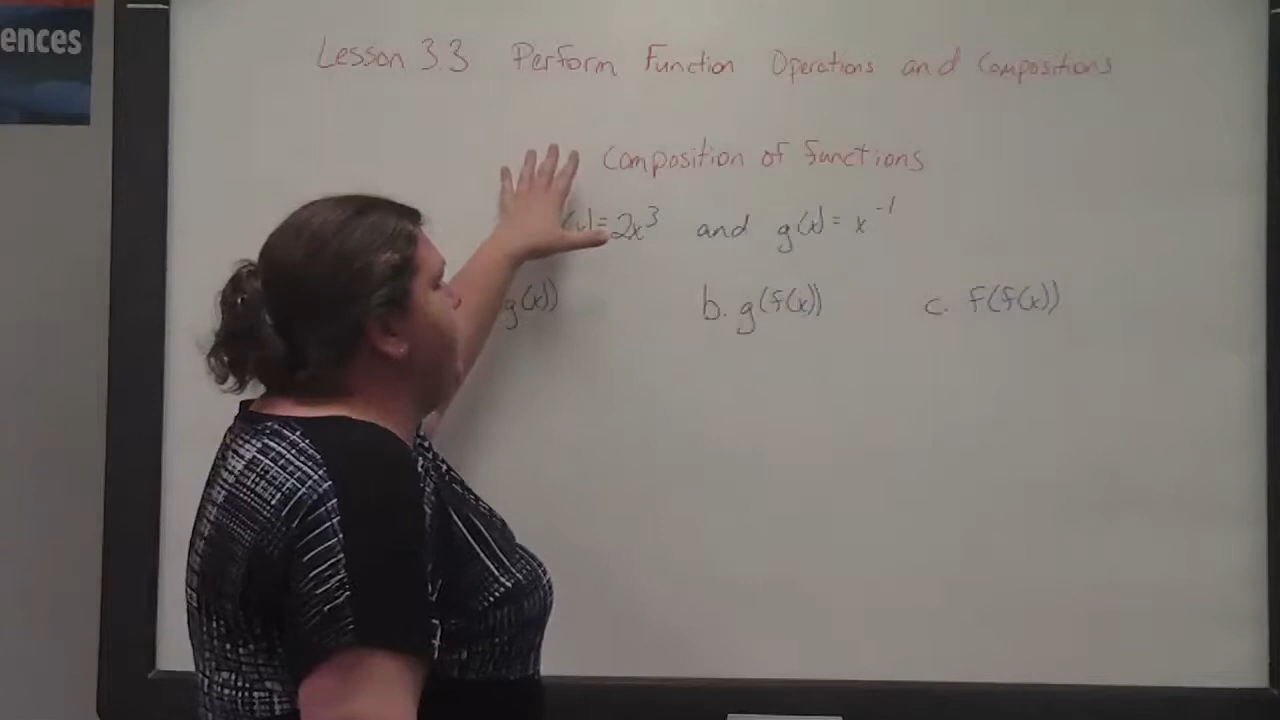 ences
Lesson 3.3 Perform Function Operations and Compositions
Composition of functions
(x)=2x³ and g(x)=x⁻¹
g(x)) b. g(f(x)) c. f(f(x))